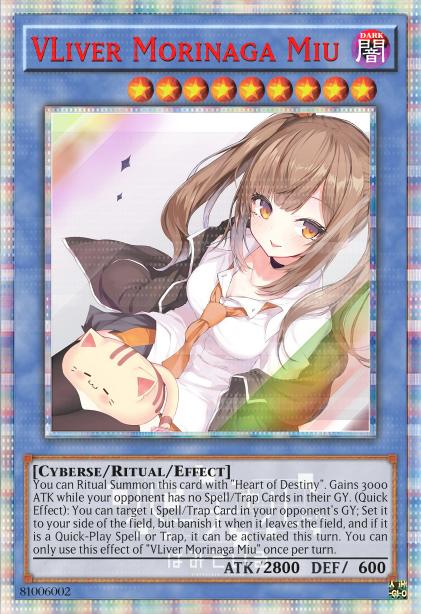 VLiver Morinaga Miu
DARK
闇
[Cyberse/Ritual/Effect]
You can Ritual Summon this card with "Heart of Destiny". Gains 3000
ATK while your opponent has no Spell/Trap Cards in their GY. (Quick
Effect): You can target 1 Spell/Trap Card in your opponent's GY; Set it
to your side of the field, but banish it when it leaves the field, and if it
is a Quick-Play Spell or Trap, it can be activated this turn. You can
only use this effect of "VLiver Morinaga Miu" once per turn.
ATK/2800 DEF/ 600
81006002